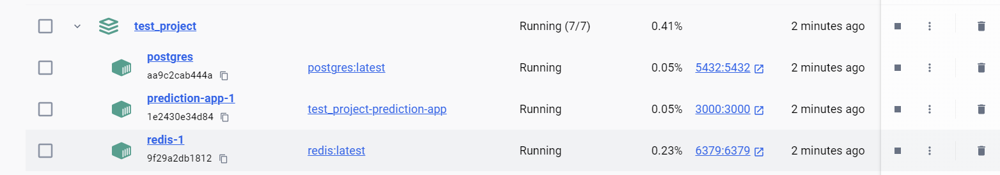 test_project Running (7/7) 0.41% 2 minutes ago
postgres
aa9c2cab444a postgres:latest Running 0.05% 5432:5432 2 minutes ago
prediction-app-1
1e2430e34d84 test_project-prediction-app Running 0.05% 3000:3000 2 minutes ago
redis-1
9f29a2db1812 redis:latest Running 0.23% 6379:6379 2 minutes ago